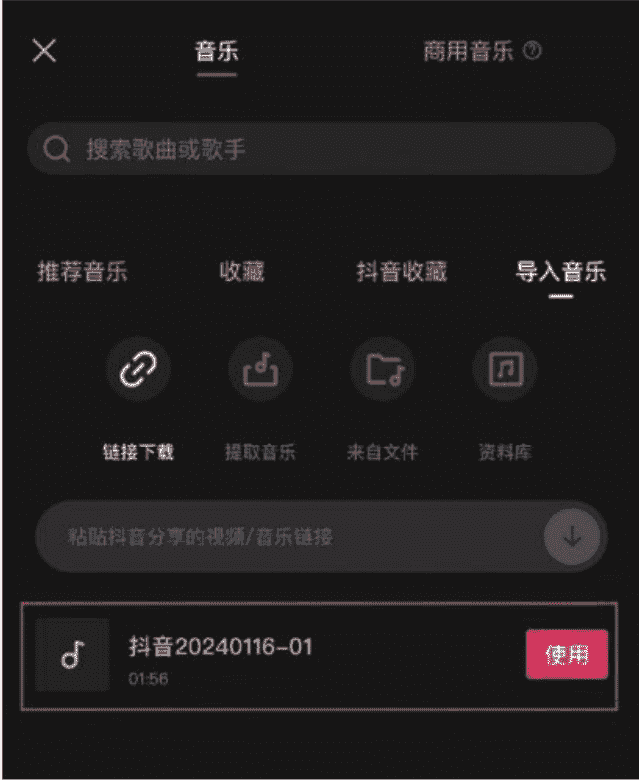 音乐 商用音乐 ?
搜索歌曲或歌手
推荐音乐 收藏 抖音收藏 导入音乐
链接下载 提取音乐 来自文件 资料库
粘贴抖音分享的视频/音乐链接
抖音20240116-01
01:56
使用